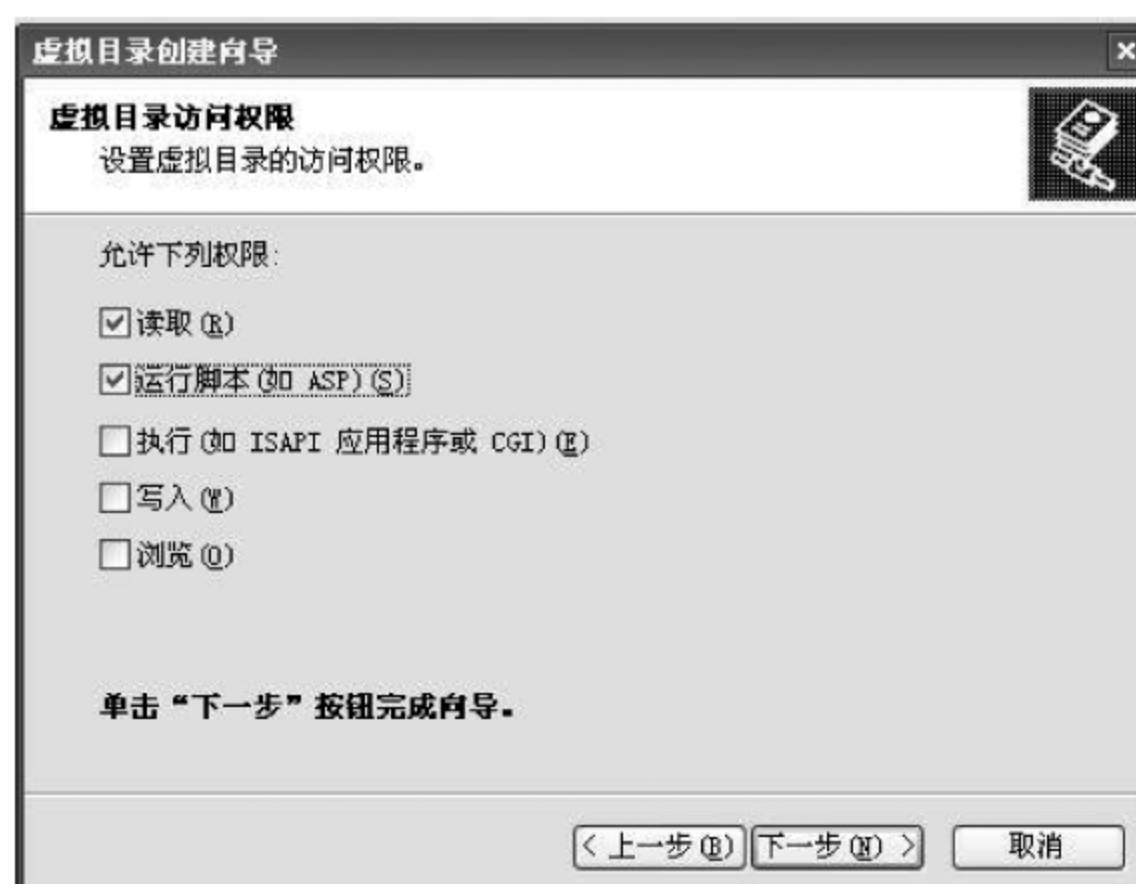 虚拟目录创建向导
虚拟目录访问权限
设置虚拟目录的访问权限。
允许下列权限:
读取(R)
运行脚本(如 ASP)(S)
执行(如 ISAPI 应用程序或 CGI)(E)
写入(W)
浏览(O)
单击“下一步”按钮完成向导。
< 上一步(B) 下一步(N) > 取消